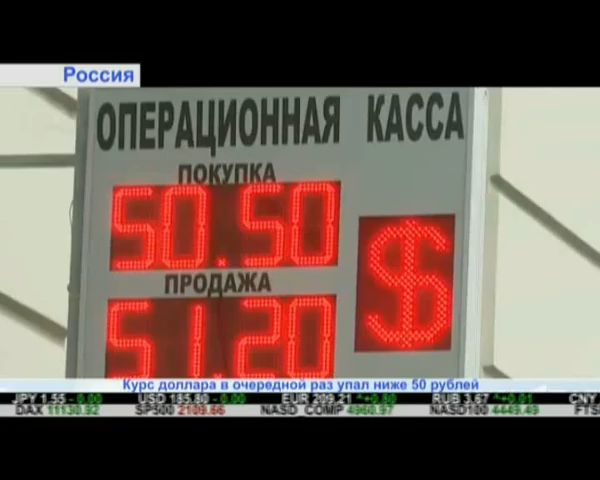 Россия
ОПЕРАЦИОННАЯ КАССА
ПОКУПКА
50.50
$
ПРОДАЖА
51.20
Курс доллара в очередной раз упал ниже 50 рублей
JPY 1.55 - 0.00 USD 185.80 - 0.00 EUR 209.21 +0.80 RUB 3.67 +0.01 CNY
DAX 11130.92 SP500 2109.66 NASD COMP 4960.97 NASD100 4449.49 FTS